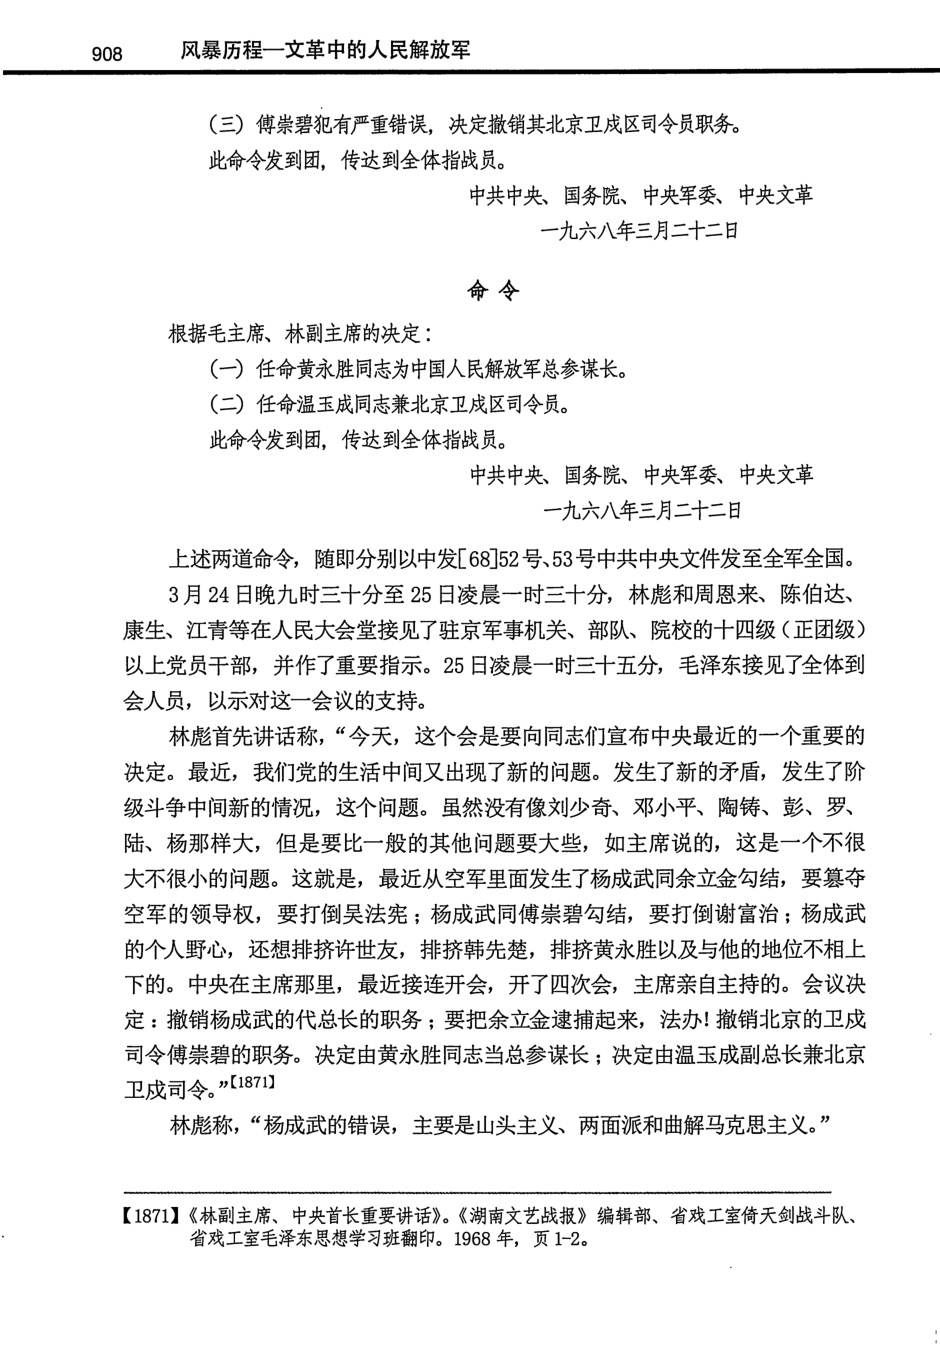 908 风暴历程—文革中的人民解放军
(三) 傅崇碧犯有严重错误，决定撤销其北京卫戍区司令员职务。
此命令发到团，传达到全体指战员。
中共中央、国务院、中央军委、中央文革
一九六八年三月二十二日
命令
根据毛主席、林副主席的决定：
(一) 任命黄永胜同志为中国人民解放军总参谋长。
(二) 任命温玉成同志兼北京卫戍区司令员。
此命令发到团，传达到全体指战员。
中共中央、国务院、中央军委、中央文革
一九六八年三月二十二日
上述两道命令，随即分别以中发[68]52号、53号中共中央文件发至全军全国。
3月24日晚九时三十分至25日凌晨一时三十分，林彪和周恩来、陈伯达、
康生、江青等在人民大会堂接见了驻京军事机关、部队、院校的十四级（正团级）
以上党员干部，并作了重要指示。25日凌晨一时三十五分，毛泽东接见了全体到
会人员，以示对这一会议的支持。
林彪首先讲话称，“今天，这个会是要向同志们宣布中央最近的一个重要的
决定。最近，我们党的生活中间又出现了新的问题。发生了新的矛盾，发生了阶
级斗争中间新的情况，这个问题。虽然没有像刘少奇、邓小平、陶铸、彭、罗、
陆、杨那样大，但是要比一般的其他问题要大些，如主席说的，这是一个不很
大不很小的问题。这就是，最近从空军里面发生了杨成武同余立金勾结，要篡夺
空军的领导权，要打倒吴法宪；杨成武同傅崇碧勾结，要打倒谢富治；杨成武
的个人野心，还想排挤许世友，排挤韩先楚，排挤黄永胜以及与他的地位不相上
下的。中央在主席那里，最近接连开会，开了四次会，主席亲自主持的。会议决
定：撤销杨成武的代总长的职务；要把余立金逮捕起来，法办！撤销北京的卫戍
司令傅崇碧的职务。决定由黄永胜同志当总参谋长；决定由温玉成副总长兼北京
卫戍司令。”【1871】
林彪称，“杨成武的错误，主要是山头主义、两面派和曲解马克思主义。”
【1871】《林副主席、中央首长重要讲话》。《湖南文艺战报》编辑部、省戏工室倚天剑战斗队、
省戏工室毛泽东思想学习班翻印。1968年，页1-2。